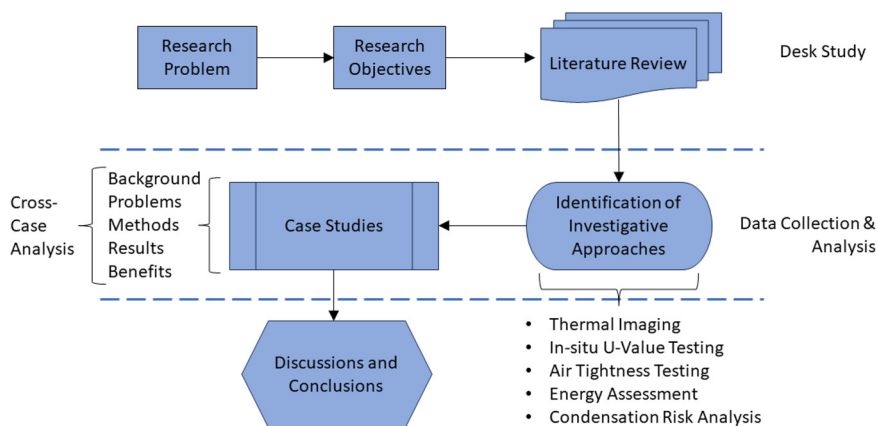 Research
Problem
Research
Objectives
Literature Review
Desk Study
Cross-
Case
Analysis
Background
Problems
Methods
Results
Benefits
Case Studies
Identification of
Investigative
Approaches
Data Collection &
Analysis
Discussions and
Conclusions
• Thermal Imaging
• In-situ U-Value Testing
• Air Tightness Testing
• Energy Assessment
• Condensation Risk Analysis